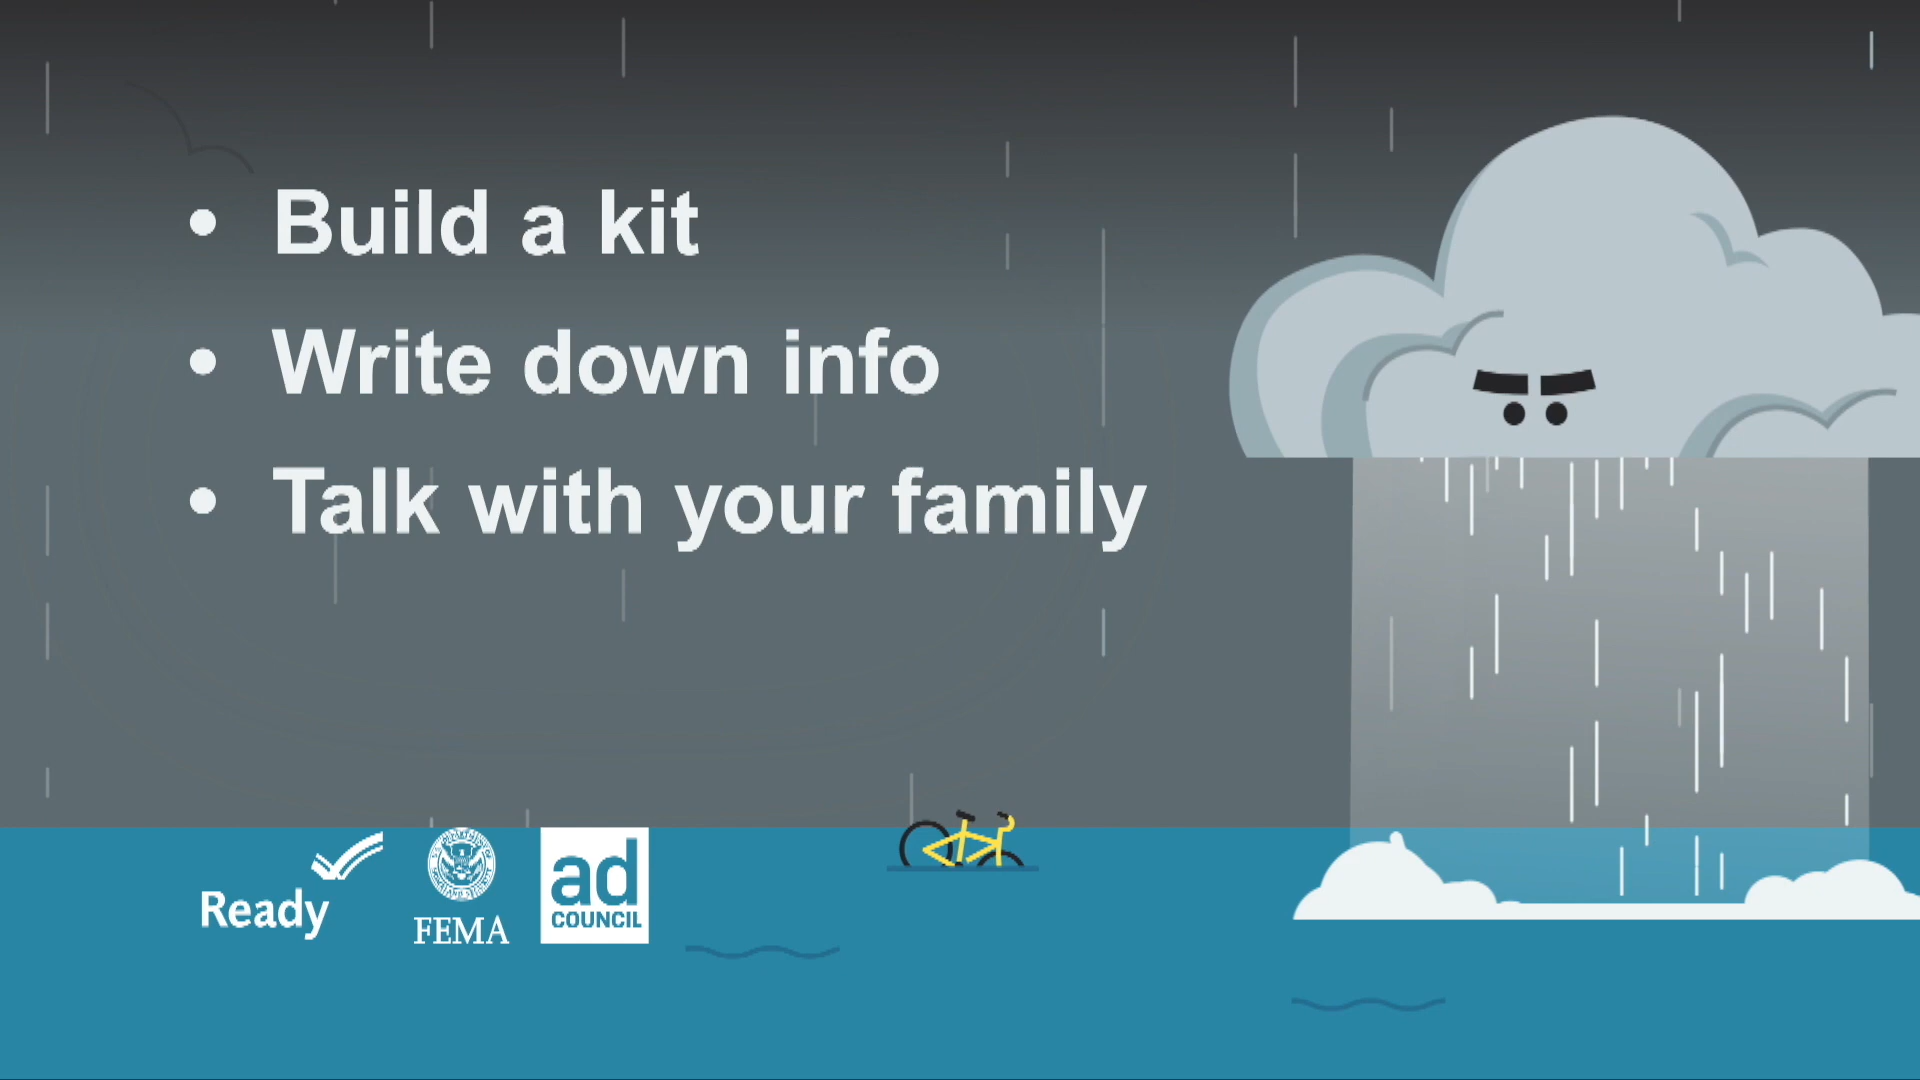 • Build a kit
• Write down info
• Talk with your family
Ready
FEMA
ad
COUNCIL